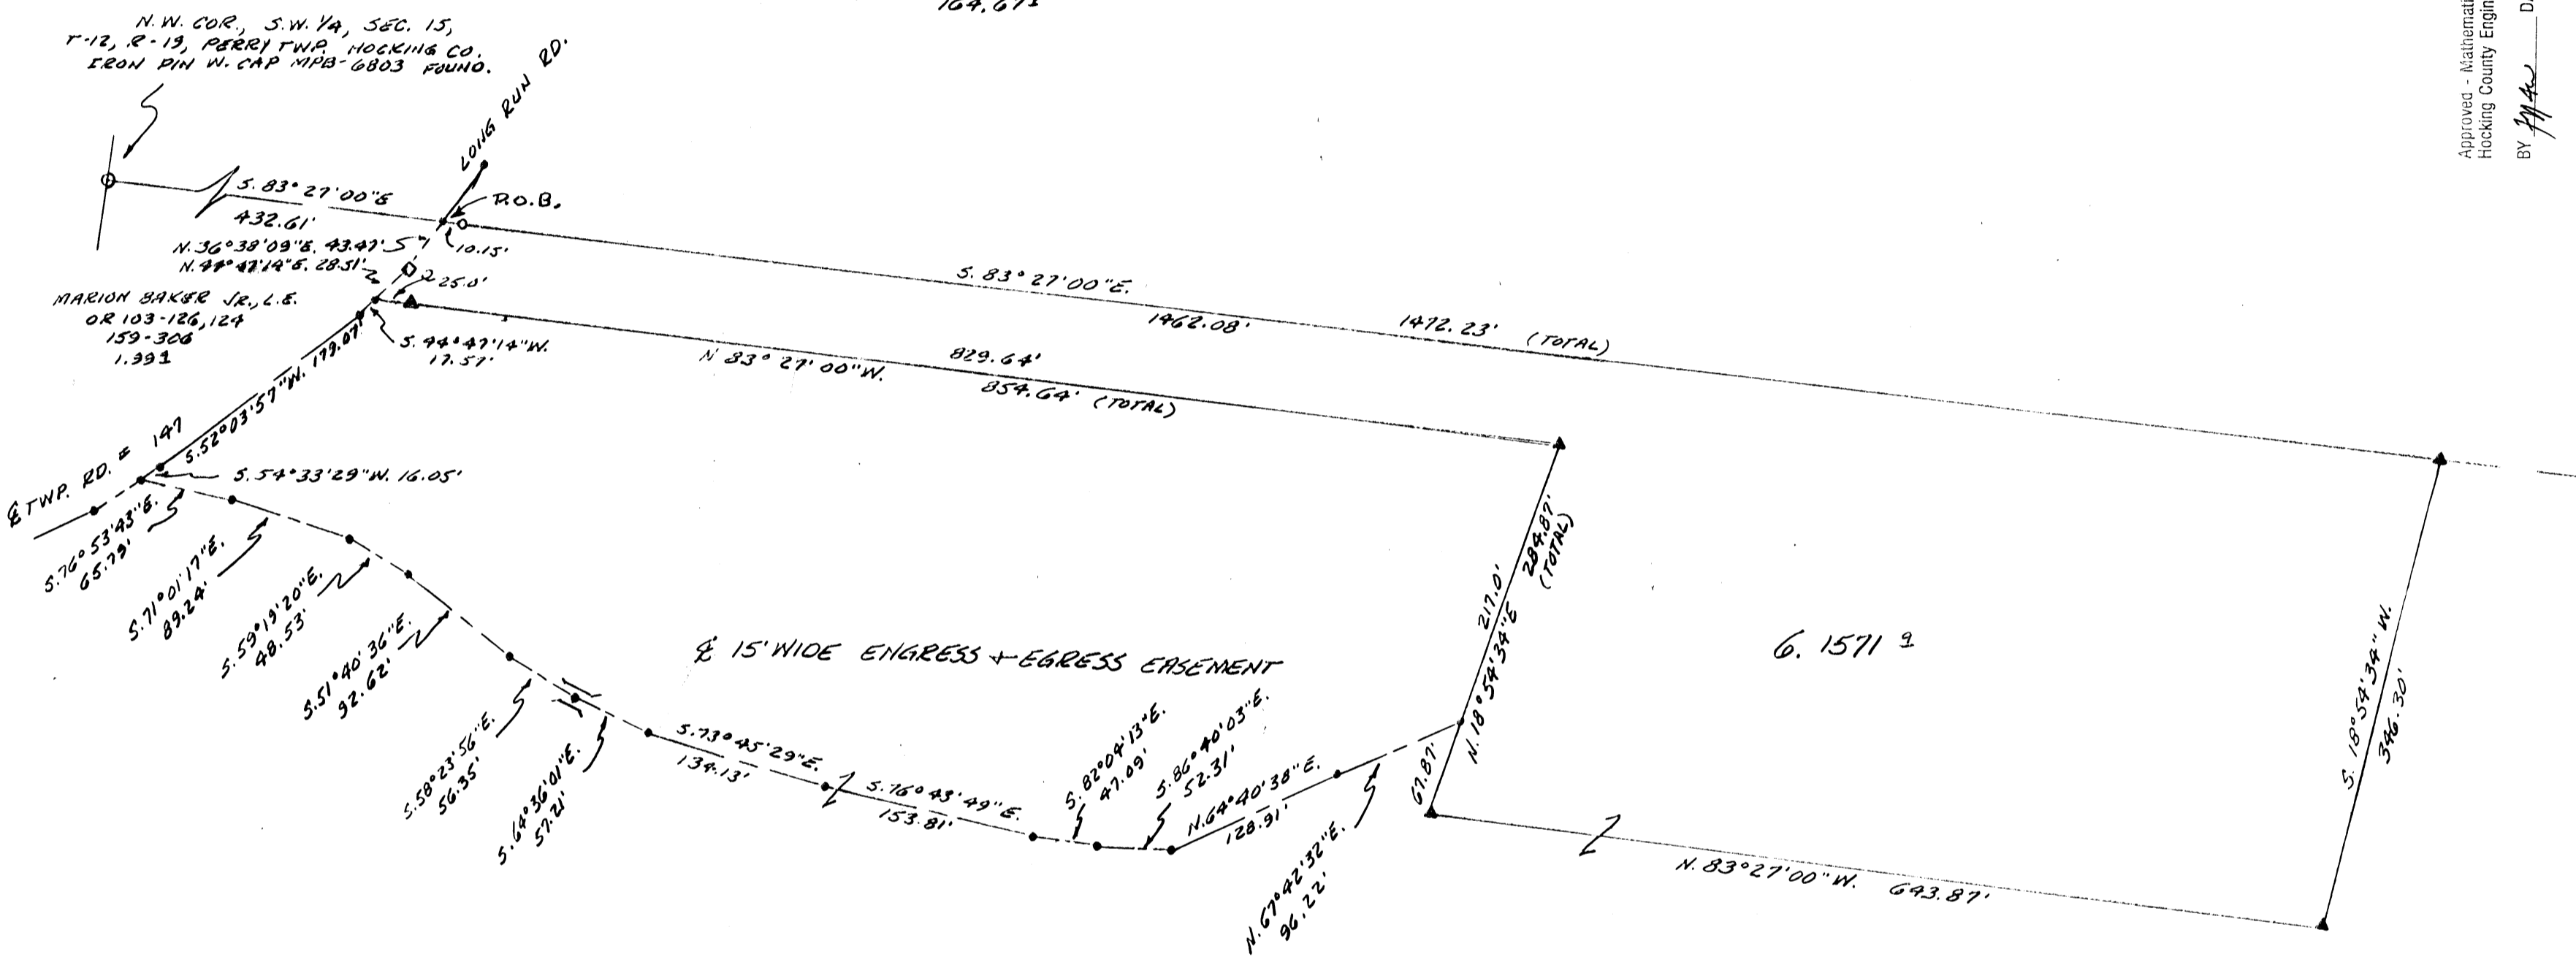 164.67±
N.W. COR., S.W. 1/4, SEC. 15,
T-12, R-19, PERRY TWP. HOCKING CO.
IRON PIN W. CAP MPB-6803 FOUND.
LONG RUN RD.
Approved - Mathemati
Hocking County Engin
BY
S. 83°27'00"E
432.61'
P.O.B.
N. 36°38'09"E. 43.47'
10.15'
N. 44°47'14"E. 28.51'
25.0'
MARION BAKER JR., L.E.
OR 103-126, 124
159-306
1.99
S. 83°27'00"E.
1462.08'
1472.23' (TOTAL)
S. 44°47'14"W.
17.57'
N 83°27'00"W.
829.64'
854.64' (TOTAL)
S. 52°03'57"W. 179.07'
℄ TWP. RD. # 147
S. 54°33'29"W. 16.05'
S. 76°53'43"E.
65.79'
S. 71°01'17"E.
89.24'
S. 59°19'20"E.
48.53'
S. 51°40'36"E.
92.62'
S. 58°23'56"E.
56.35'
S. 64°36'01"E.
57.21'
℄ 15' WIDE ENGRESS + EGRESS EASEMENT
S. 73°45'29"E.
134.13'
S. 76°43'49"E.
153.81'
S. 82°04'13"E.
47.09'
S. 86°40'03"E.
52.31'
N. 64°40'38"E.
128.91'
N. 67°42'32"E.
96.22'
217.0'
284.87'
(TOTAL)
N. 18°54'34"E
67.87'
6.1571 a
S. 18°54'34"W.
346.30'
N. 83°27'00"W. 643.87'